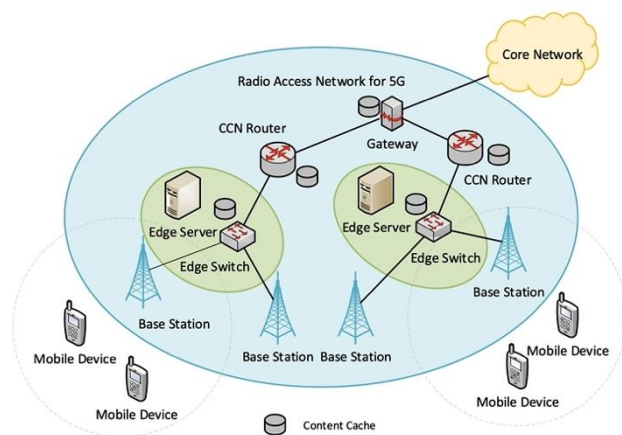 Core Network
Radio Access Network for 5G
CCN Router
Gateway
CCN Router
Edge Server
Edge Server
Edge Switch
Edge Switch
Base Station
Base Station
Base Station
Base Station
Mobile Device
Mobile Device
Mobile Device
Mobile Device
Content Cache